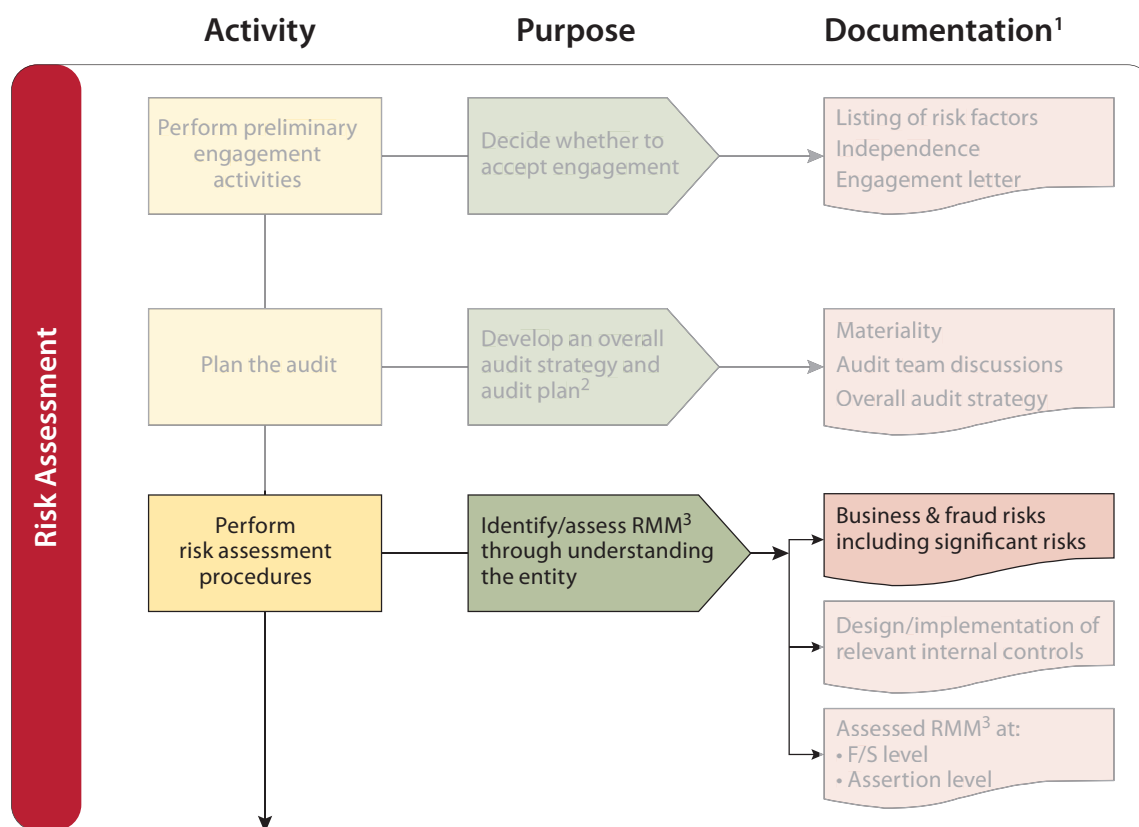 Activity
Purpose
Documentation¹
Risk Assessment
Perform preliminary
engagement
activities
Decide whether to
accept engagement
Listing of risk factors
Independence
Engagement letter
Plan the audit
Develop an overall
audit strategy and
audit plan²
Materiality
Audit team discussions
Overall audit strategy
Perform
risk assessment
procedures
Identify/assess RMM³
through understanding
the entity
Business & fraud risks
including significant risks
Design/implementation of
relevant internal controls
Assessed RMM³ at:
• F/S level
• Assertion level